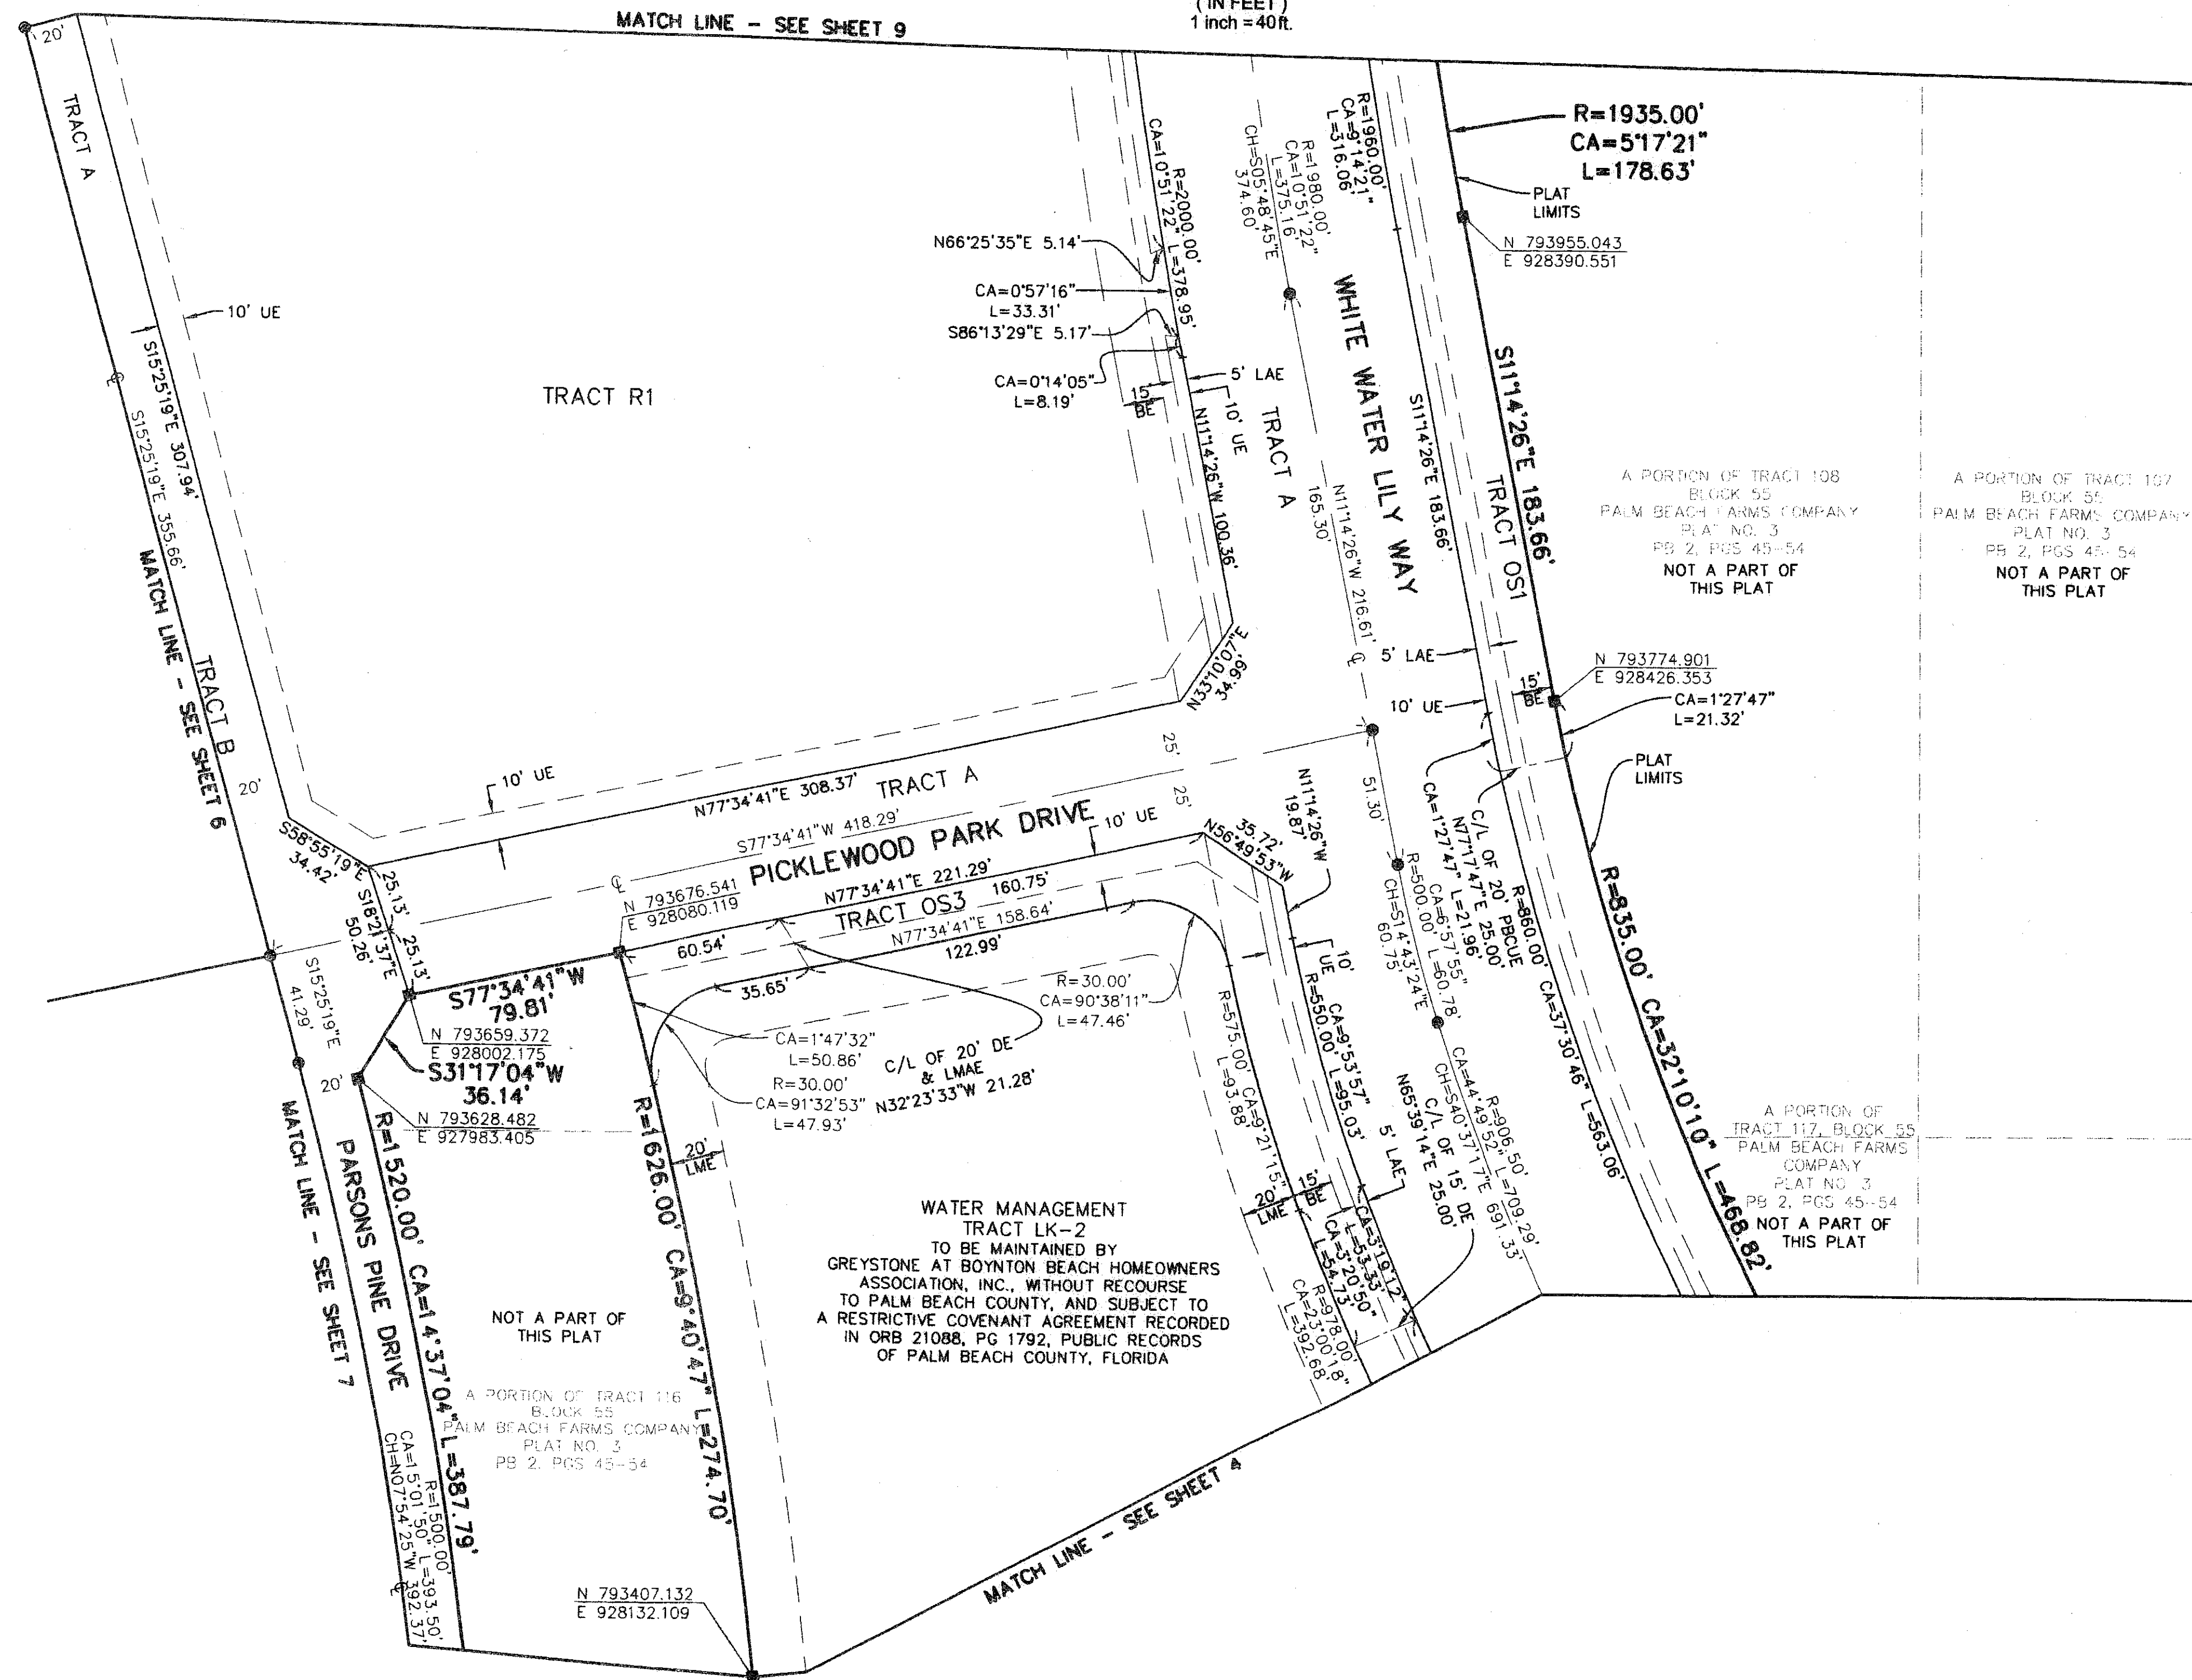 ( IN FEET )
1 inch = 40 ft.
MATCH LINE - SEE SHEET 9
20'
TRACT A
10' UE
S15°25'19"E 307.94'
S15°25'19"E 355.66'
MATCH LINE - SEE SHEET 6
TRACT B
20'
TRACT R1
N66°25'35"E 5.14'
CA=0°57'16"
L=33.31'
S86°13'29"E 5.17'
CA=0°14'05"
L=8.19'
CA=10°51'22"
R=2000.00'
L=378.95'
15'
BE
5' LAE
10' UE
N11°14'26"W 100.36'
TRACT A
N33°10'07"E
34.99'
R=1980.00'
CA=10°51'22"
L=375.16'
CH=S05°48'45"E
374.60'
R=1960.00'
CA=9°14'21"
L=316.06'
WHITE WATER LILY WAY
N11°14'26"W 216.61'
165.30'
S11°14'26"E 183.66'
R=1935.00'
CA=5°17'21"
L=178.63'
PLAT
LIMITS
N 793955.043
E 928390.551
S11°14'26"E 183.66'
TRACT OS1
A PORTION OF TRACT 108
BLOCK 55
PALM BEACH FARMS COMPANY
PLAT NO. 3
PB 2, PGS 45-54
NOT A PART OF
THIS PLAT
A PORTION OF TRACT 107
BLOCK 55
PALM BEACH FARMS COMPANY
PLAT NO. 3
PB 2, PGS 45-54
NOT A PART OF
THIS PLAT
5' LAE
10' UE
15'
BE
N 793774.901
E 928426.353
CA=1°27'47"
L=21.32'
PLAT
LIMITS
S58°55'19"E
34.42'
10' UE
N77°34'41"E 308.37'
TRACT A
S77°34'41"W 418.29'
PICKLEWOOD PARK DRIVE
25'
25'
25.13'
25.13'
S18°21'37"E
50.26'
10' UE
N77°34'41"E 221.29'
160.75'
60.54'
TRACT OS3
N77°34'41"E 158.64'
122.99'
35.65'
N 793676.541
E 928080.119
35.72'
N56°49'53"W
N11°14'26"W
19.87'
51.30'
C/L OF 20' PBCUE
N77°17'47"E 25.00'
CA=1°27'47" L=21.96'
R=500.00'
CA=6°57'55"
L=60.78'
CH=S14°43'24"E
60.75'
R=860.00' CA=37°30'46" L=563.06'
R=835.00' CA=32°10'10" L=468.82'
S15°25'19"E
41.29'
S77°34'41"W
79.81'
N 793659.372
E 928002.175
S31°17'04"W
36.14'
20'
N 793628.482
E 927983.405
CA=1°47'32"
L=50.86'
R=30.00'
CA=91°32'53"
L=47.93'
C/L OF 20' DE
& LMAE
N32°23'33"W 21.28'
R=30.00'
CA=90°38'11"
L=47.46'
10'
UE
R=550.00'
CA=9°53'57"
L=95.03'
R=575.00' CA=9°21'15"
L=93.88'
5' LAE
N65°39'14"E 25.00'
C/L OF 15' DE
R=906.50'
CA=44°49'52" L=709.29'
CH=S40°37'17"E 691.33'
20'
LME
15'
BE
CA=3°19'12"
L=53.33'
CA=3°20'50"
L=54.73'
R=978.00'
CA=23°00'18"
L=392.68'
A PORTION OF
TRACT 117, BLOCK 55
PALM BEACH FARMS
COMPANY
PLAT NO. 3
PB 2, PGS 45-54
NOT A PART OF
THIS PLAT
MATCH LINE - SEE SHEET 7
PARSONS PINE DRIVE
R=1520.00' CA=14°37'04" L=387.79'
R=1500.00'
CA=15°01'50" L=393.50'
CH=N07°54'25"W 392.37'
NOT A PART OF
THIS PLAT
A PORTION OF TRACT 116
BLOCK 55
PALM BEACH FARMS COMPANY
PLAT NO. 3
PB 2, PGS 45-54
R=1626.00' CA=9°40'47" L=274.70'
20'
LME
WATER MANAGEMENT
TRACT LK-2
TO BE MAINTAINED BY
GREYSTONE AT BOYNTON BEACH HOMEOWNERS
ASSOCIATION, INC., WITHOUT RECOURSE
TO PALM BEACH COUNTY, AND SUBJECT TO
A RESTRICTIVE COVENANT AGREEMENT RECORDED
IN ORB 21088, PG 1792, PUBLIC RECORDS
OF PALM BEACH COUNTY, FLORIDA
N 793407.132
E 928132.109
MATCH LINE - SEE SHEET 4